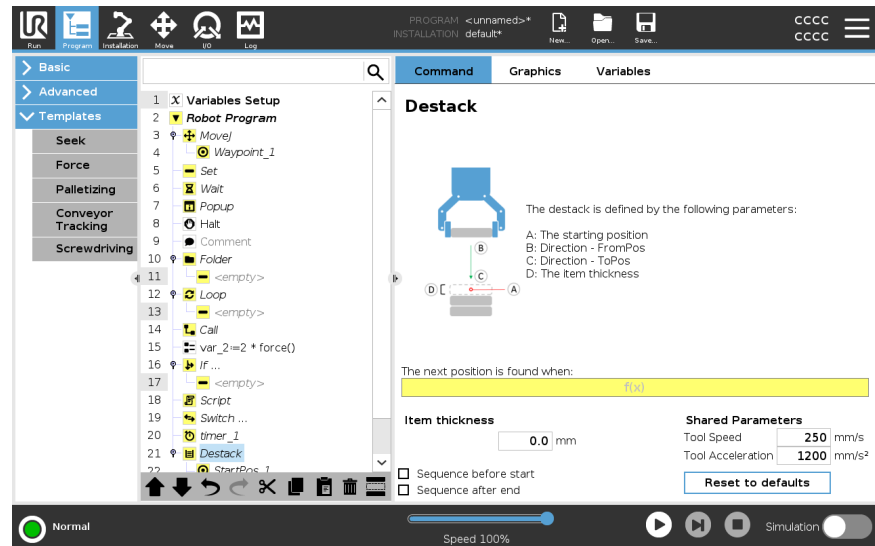 UR
PROGRAM <unnamed>*
INSTALLATION default*
CCCC
CCCC
Run
Program
Installation
Move
I/O
Log
New...
Open...
Save...
Basic
Advanced
Templates
Seek
Force
Palletizing
Conveyor
Tracking
Screwdriving
1 X Variables Setup
2 Robot Program
3 MoveJ
4 Waypoint_1
5 Set
6 Wait
7 Popup
8 Halt
9 Comment
10 Folder
11 <empty>
12 Loop
13 <empty>
14 Call
15 var_2:=2 * force()
16 If ...
17 <empty>
18 Script
19 Switch ...
20 timer_1
21 Destack
22 StartPos_1
Command
Graphics
Variables
Destack
B
C
D
A
The destack is defined by the following parameters:
A: The starting position
B: Direction - FromPos
C: Direction - ToPos
D: The item thickness
The next position is found when:
f(x)
Item thickness
0.0 mm
Sequence before start
Sequence after end
Shared Parameters
Tool Speed 250 mm/s
Tool Acceleration 1200 mm/s²
Reset to defaults
Normal
Speed 100%
Simulation